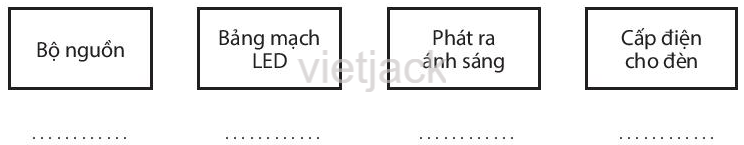 Bộ nguồn
Bảng mạch
LED
Phát ra
ánh sáng
Cấp điện
cho đèn
vietjack
............
............
............
............